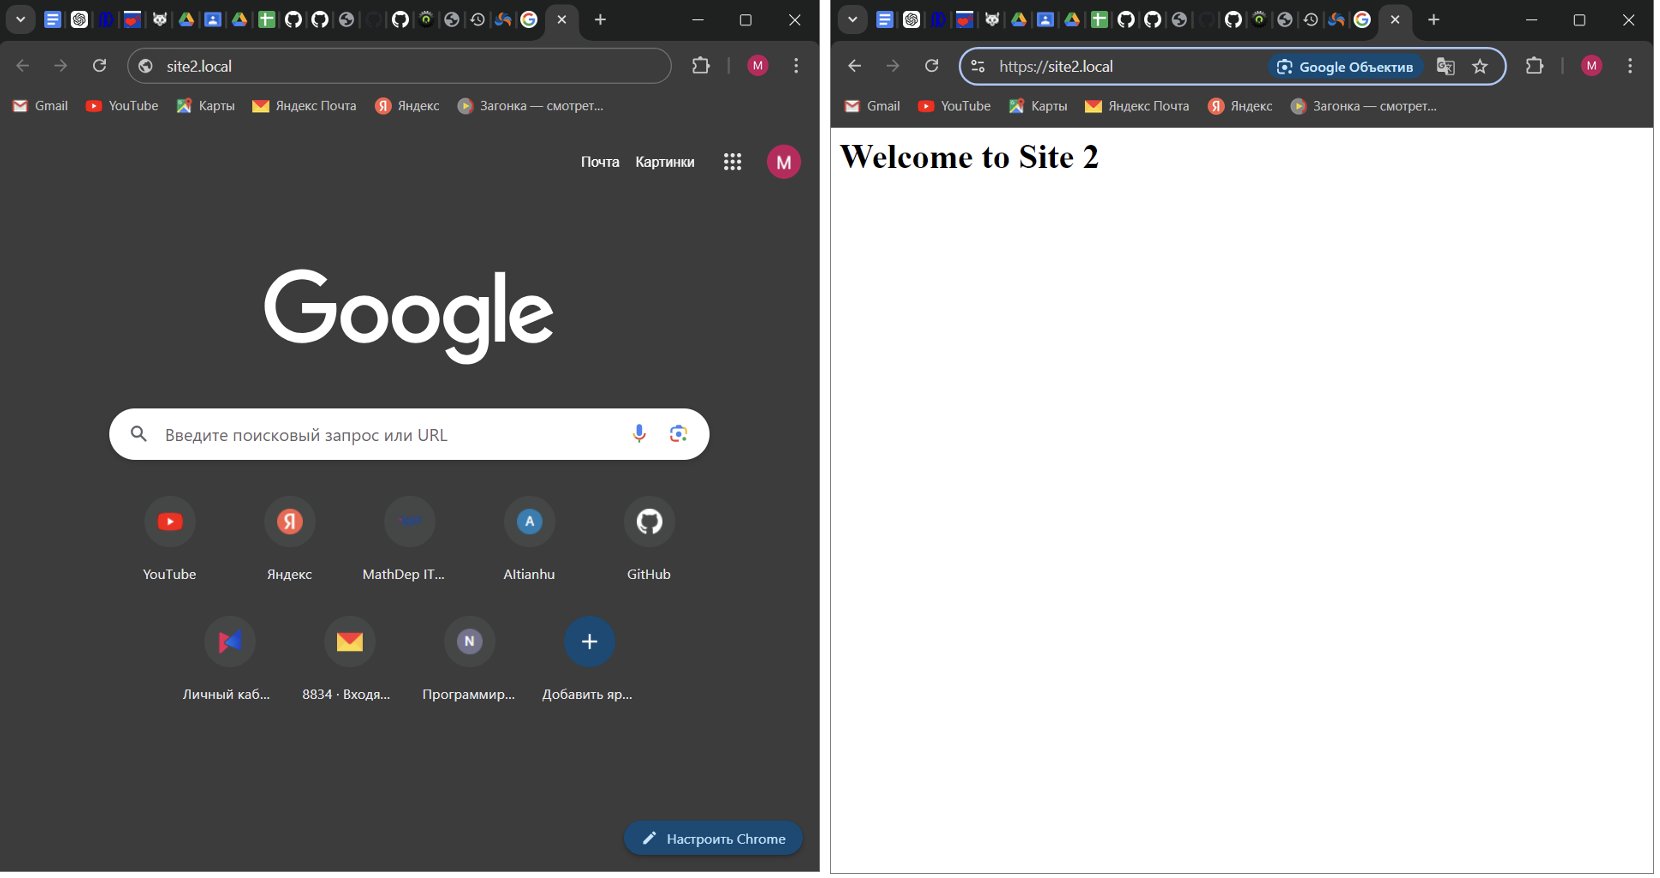 site2.local
M
Gmail
YouTube
Карты
Яндекс Почта
Яндекс
Загонка — смотрет...
Почта
Картинки
M
Google
Введите поисковый запрос или URL
YouTube
Яндекс
MathDep IT...
A
AItianhu
GitHub
Личный каб...
8834 · Входя...
N
Программир...
Добавить яр...
Настроить Chrome
https://site2.local
Google Объектив
M
Gmail
YouTube
Карты
Яндекс Почта
Яндекс
Загонка — смотрет...
Welcome to Site 2